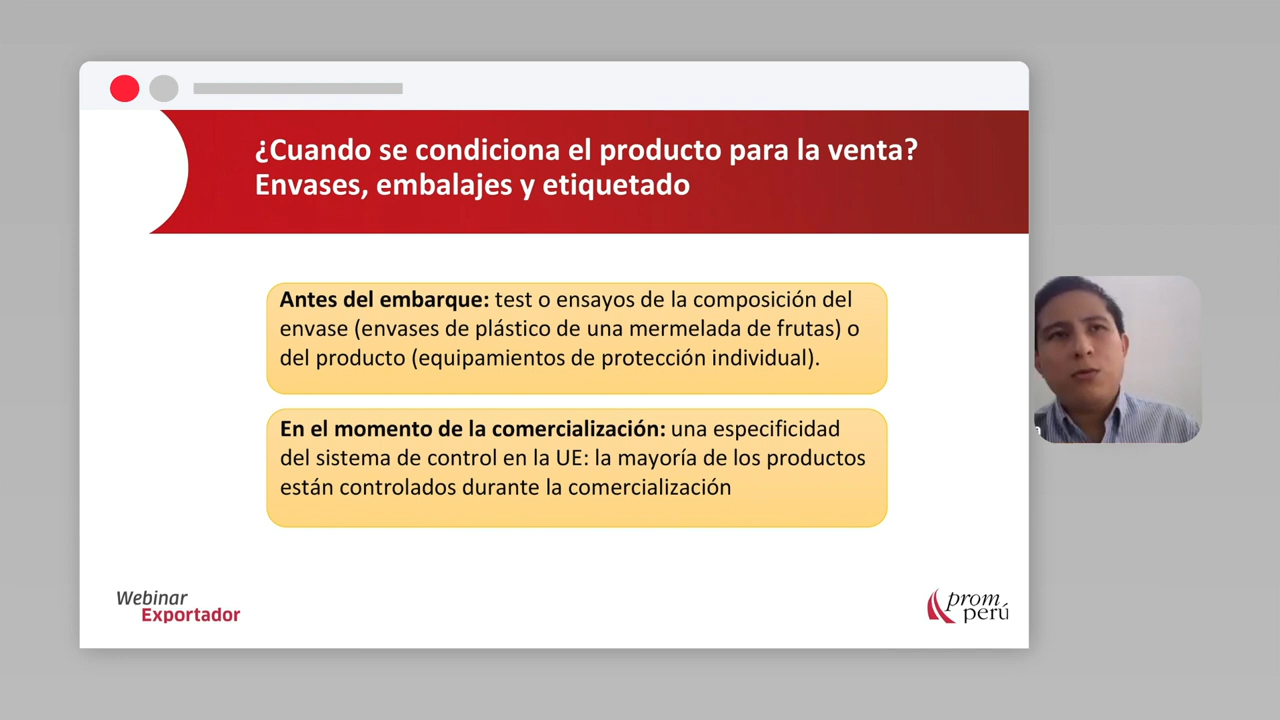 ¿Cuando se condiciona el producto para la venta?
Envases, embalajes y etiquetado
Antes del embarque: test o ensayos de la composición del
envase (envases de plástico de una mermelada de frutas) o
del producto (equipamientos de protección individual).
En el momento de la comercialización: una especificidad
del sistema de control en la UE: la mayoría de los productos
están controlados durante la comercialización
Webinar
Exportador
prom
perú